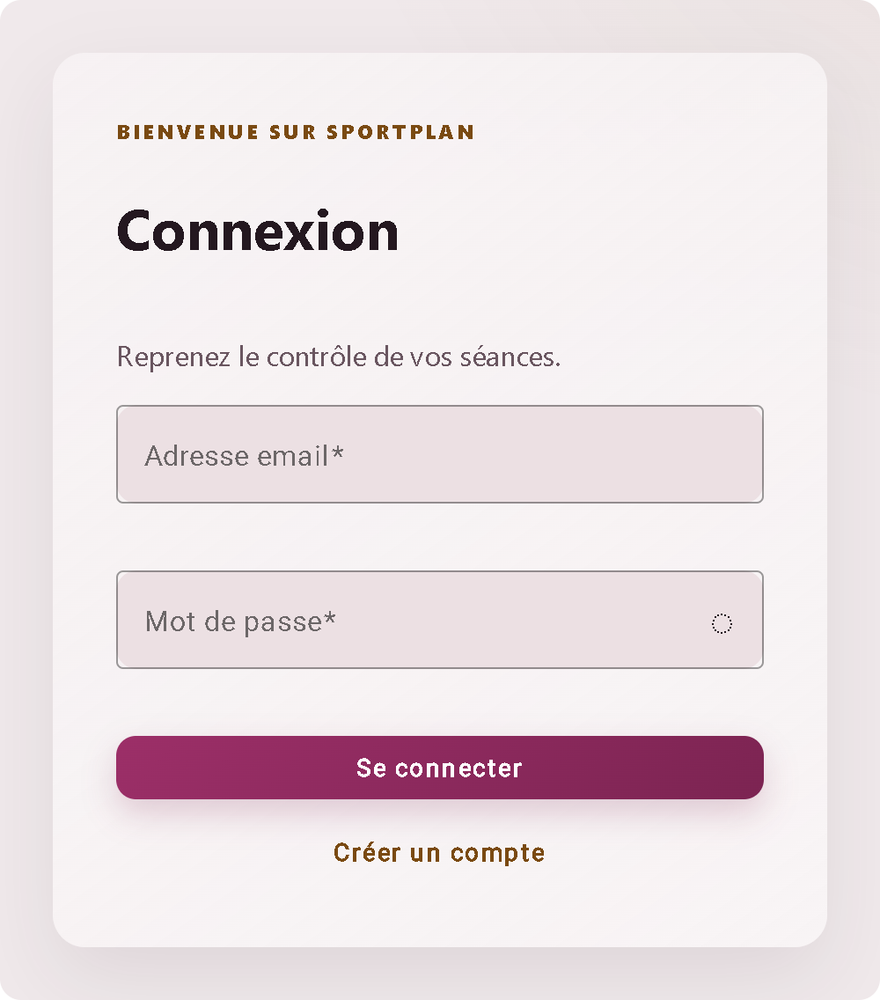 BIENVENUE SUR SPORTPLAN
Connexion
Reprenez le contrôle de vos séances.
Adresse email*
Mot de passe*
Se connecter
Créer un compte